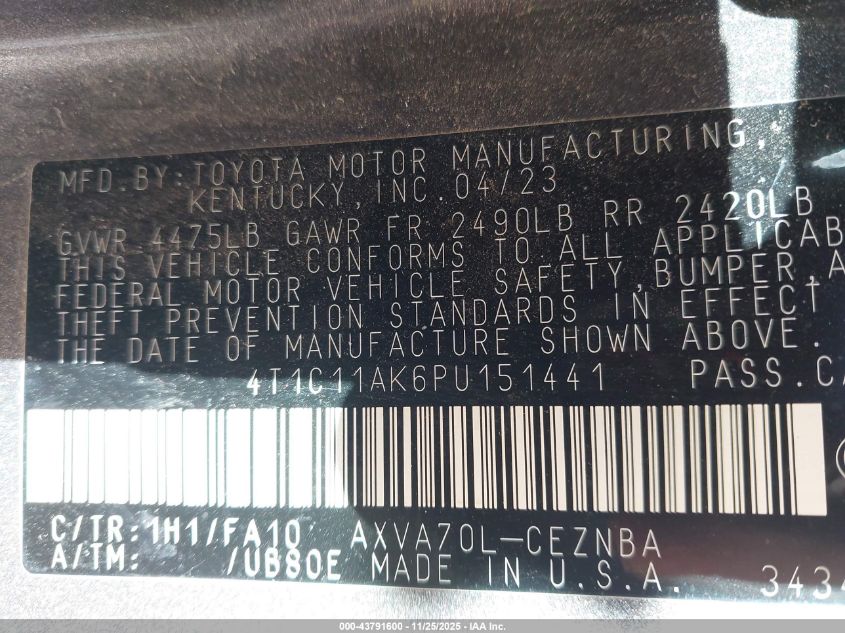 MFD.BY:TOYOTA MOTOR MANUFACTURING,
KENTUCKY,INC.04/23
GVWR 4475LB GAWR FR 2490LB RR 2420LB
THIS VEHICLE CONFORMS TO ALL APPLICAB
FEDERAL MOTOR VEHICLE SAFETY,BUMPER,A
THEFT PREVENTION STANDARDS IN EFFECT
THE DATE OF MANUFACTURE SHOWN ABOVE.
4T1C11AK6PU151441 PASS.CA
C/TR:1H1/FA10 AXVA70L-CEZNBA
A/TM: /UB80E MADE IN U.S.A. 434
000-43791600 - 11/25/2025 - IAA Inc.